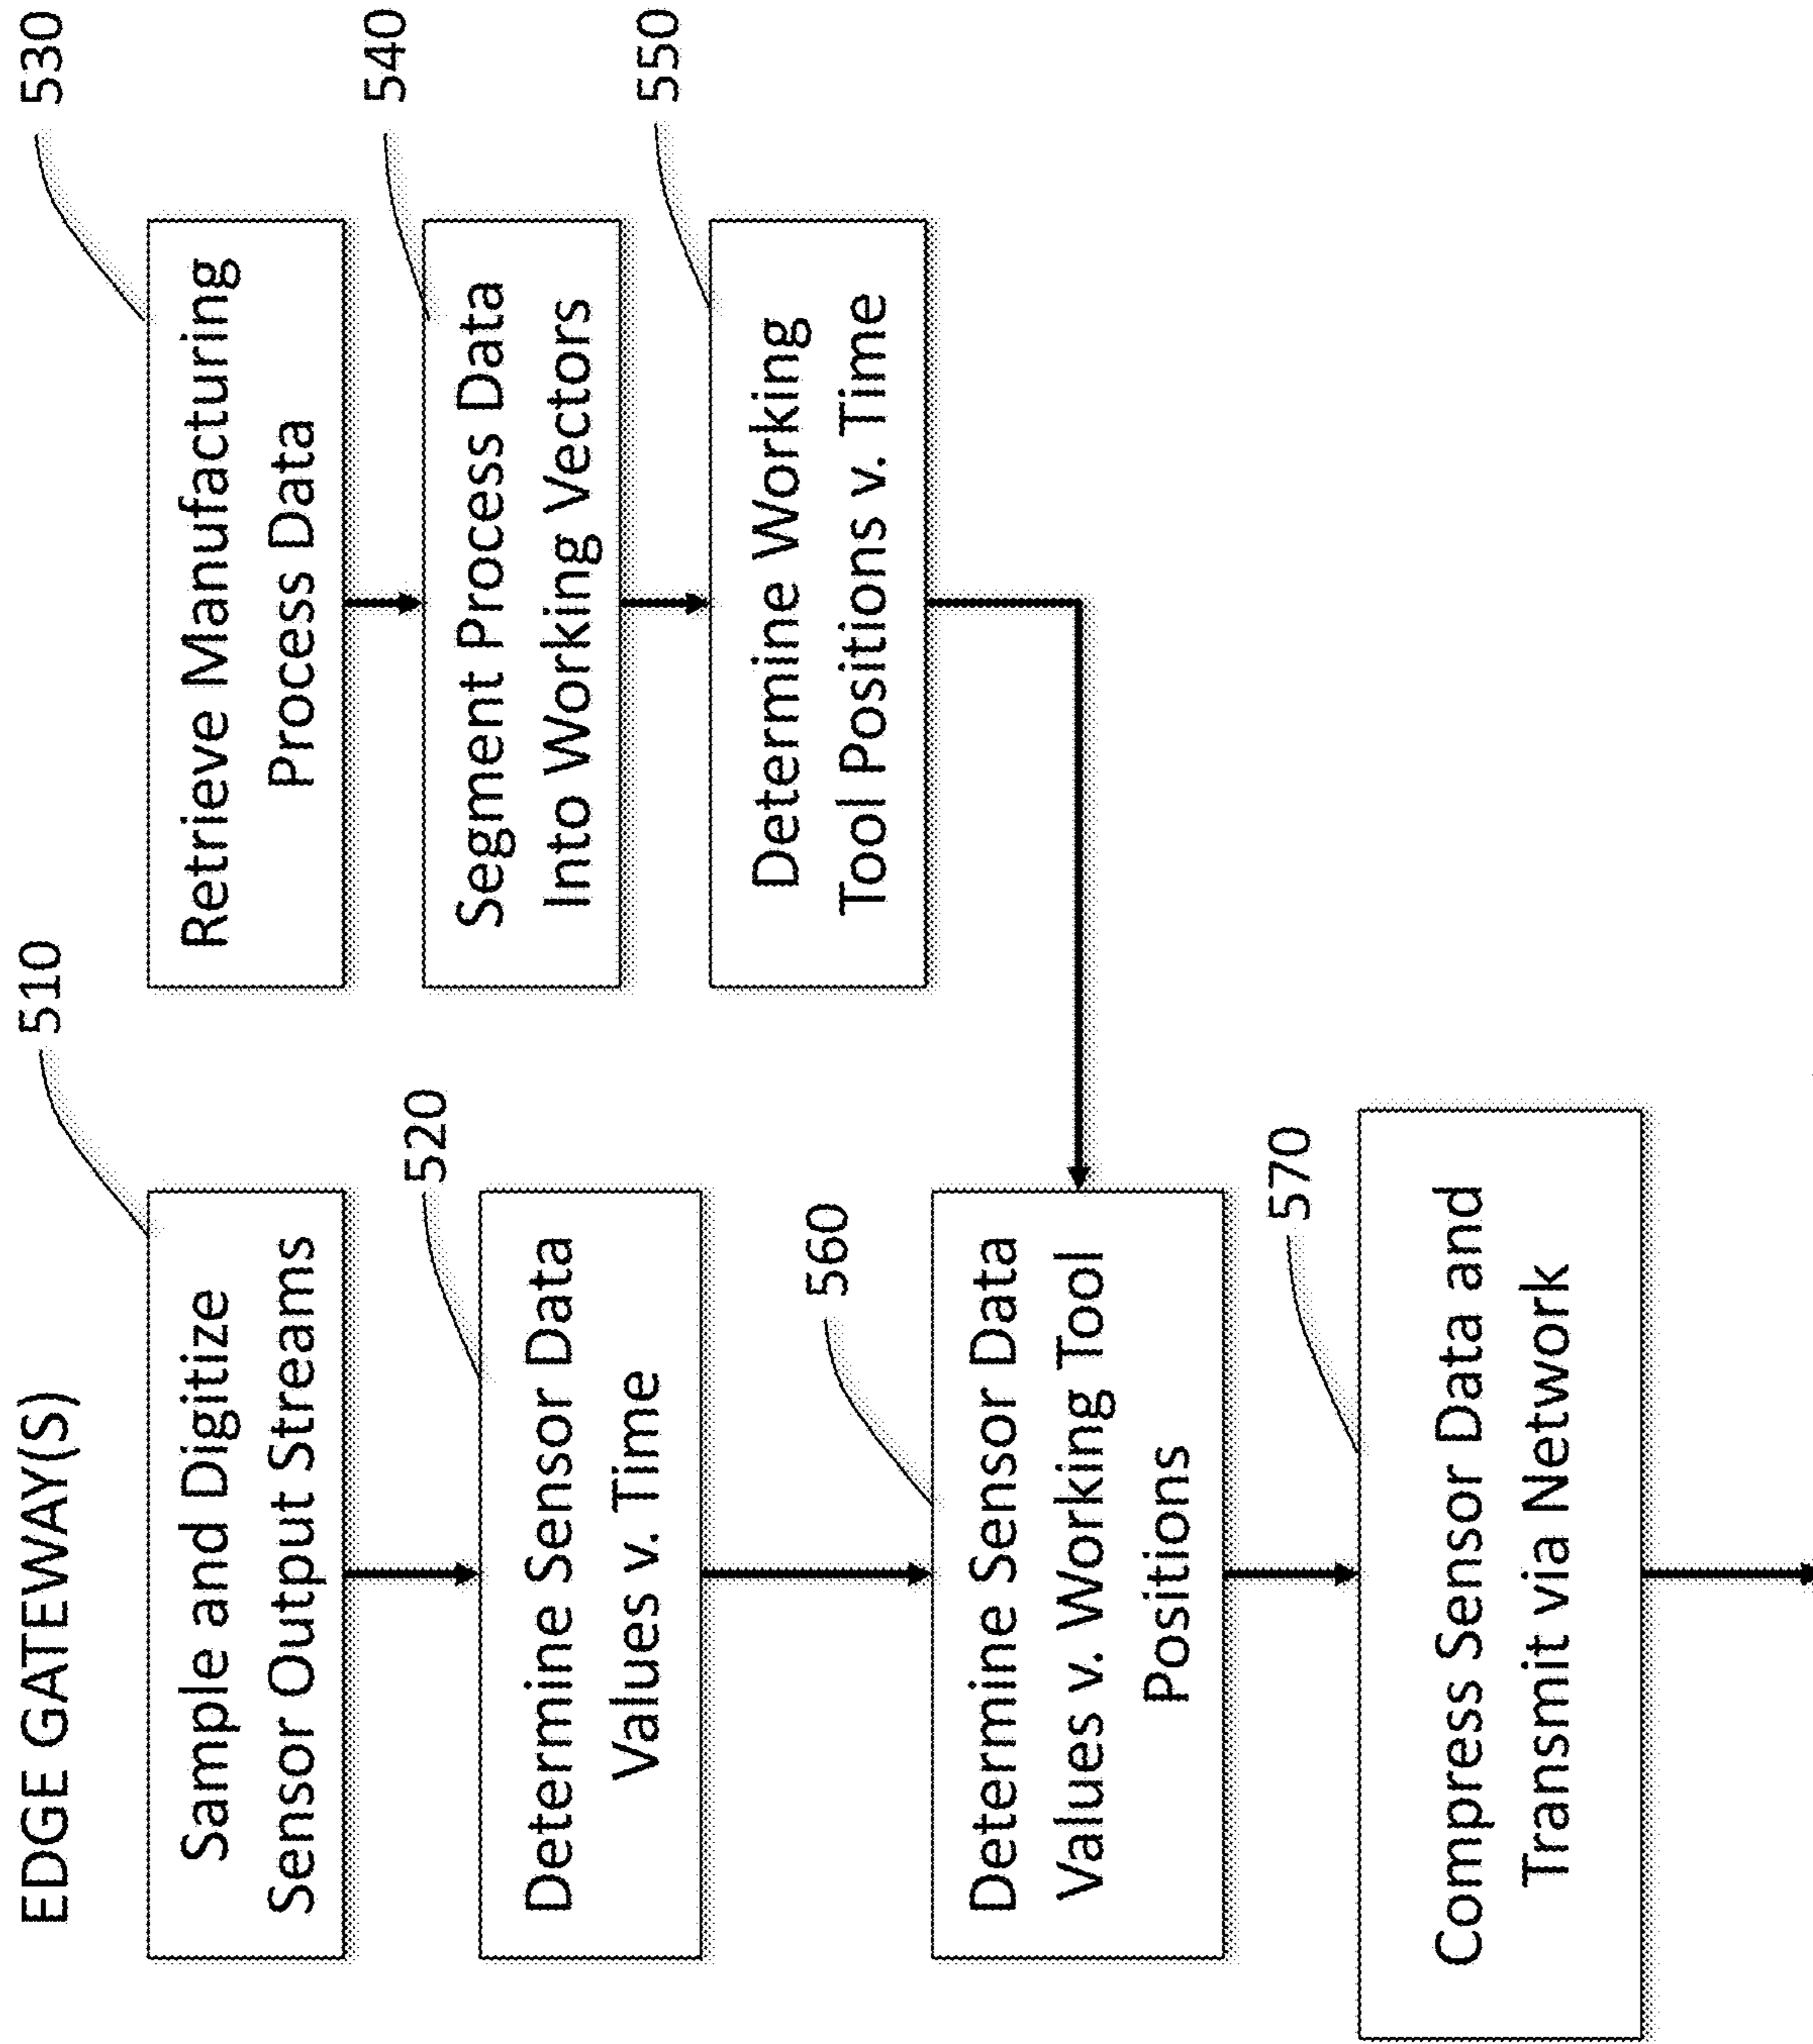 EDGE GATEWAY(S)
510
Sample and Digitize
Sensor Output Streams
520
Determine Sensor Data
Values v. Time
530
Retrieve Manufacturing
Process Data
540
Segment Process Data
Into Working Vectors
550
Determine Working
Tool Positions v. Time
560
Determine Sensor Data
Values v. Working Tool
Positions
570
Compress Sensor Data and
Transmit via Network